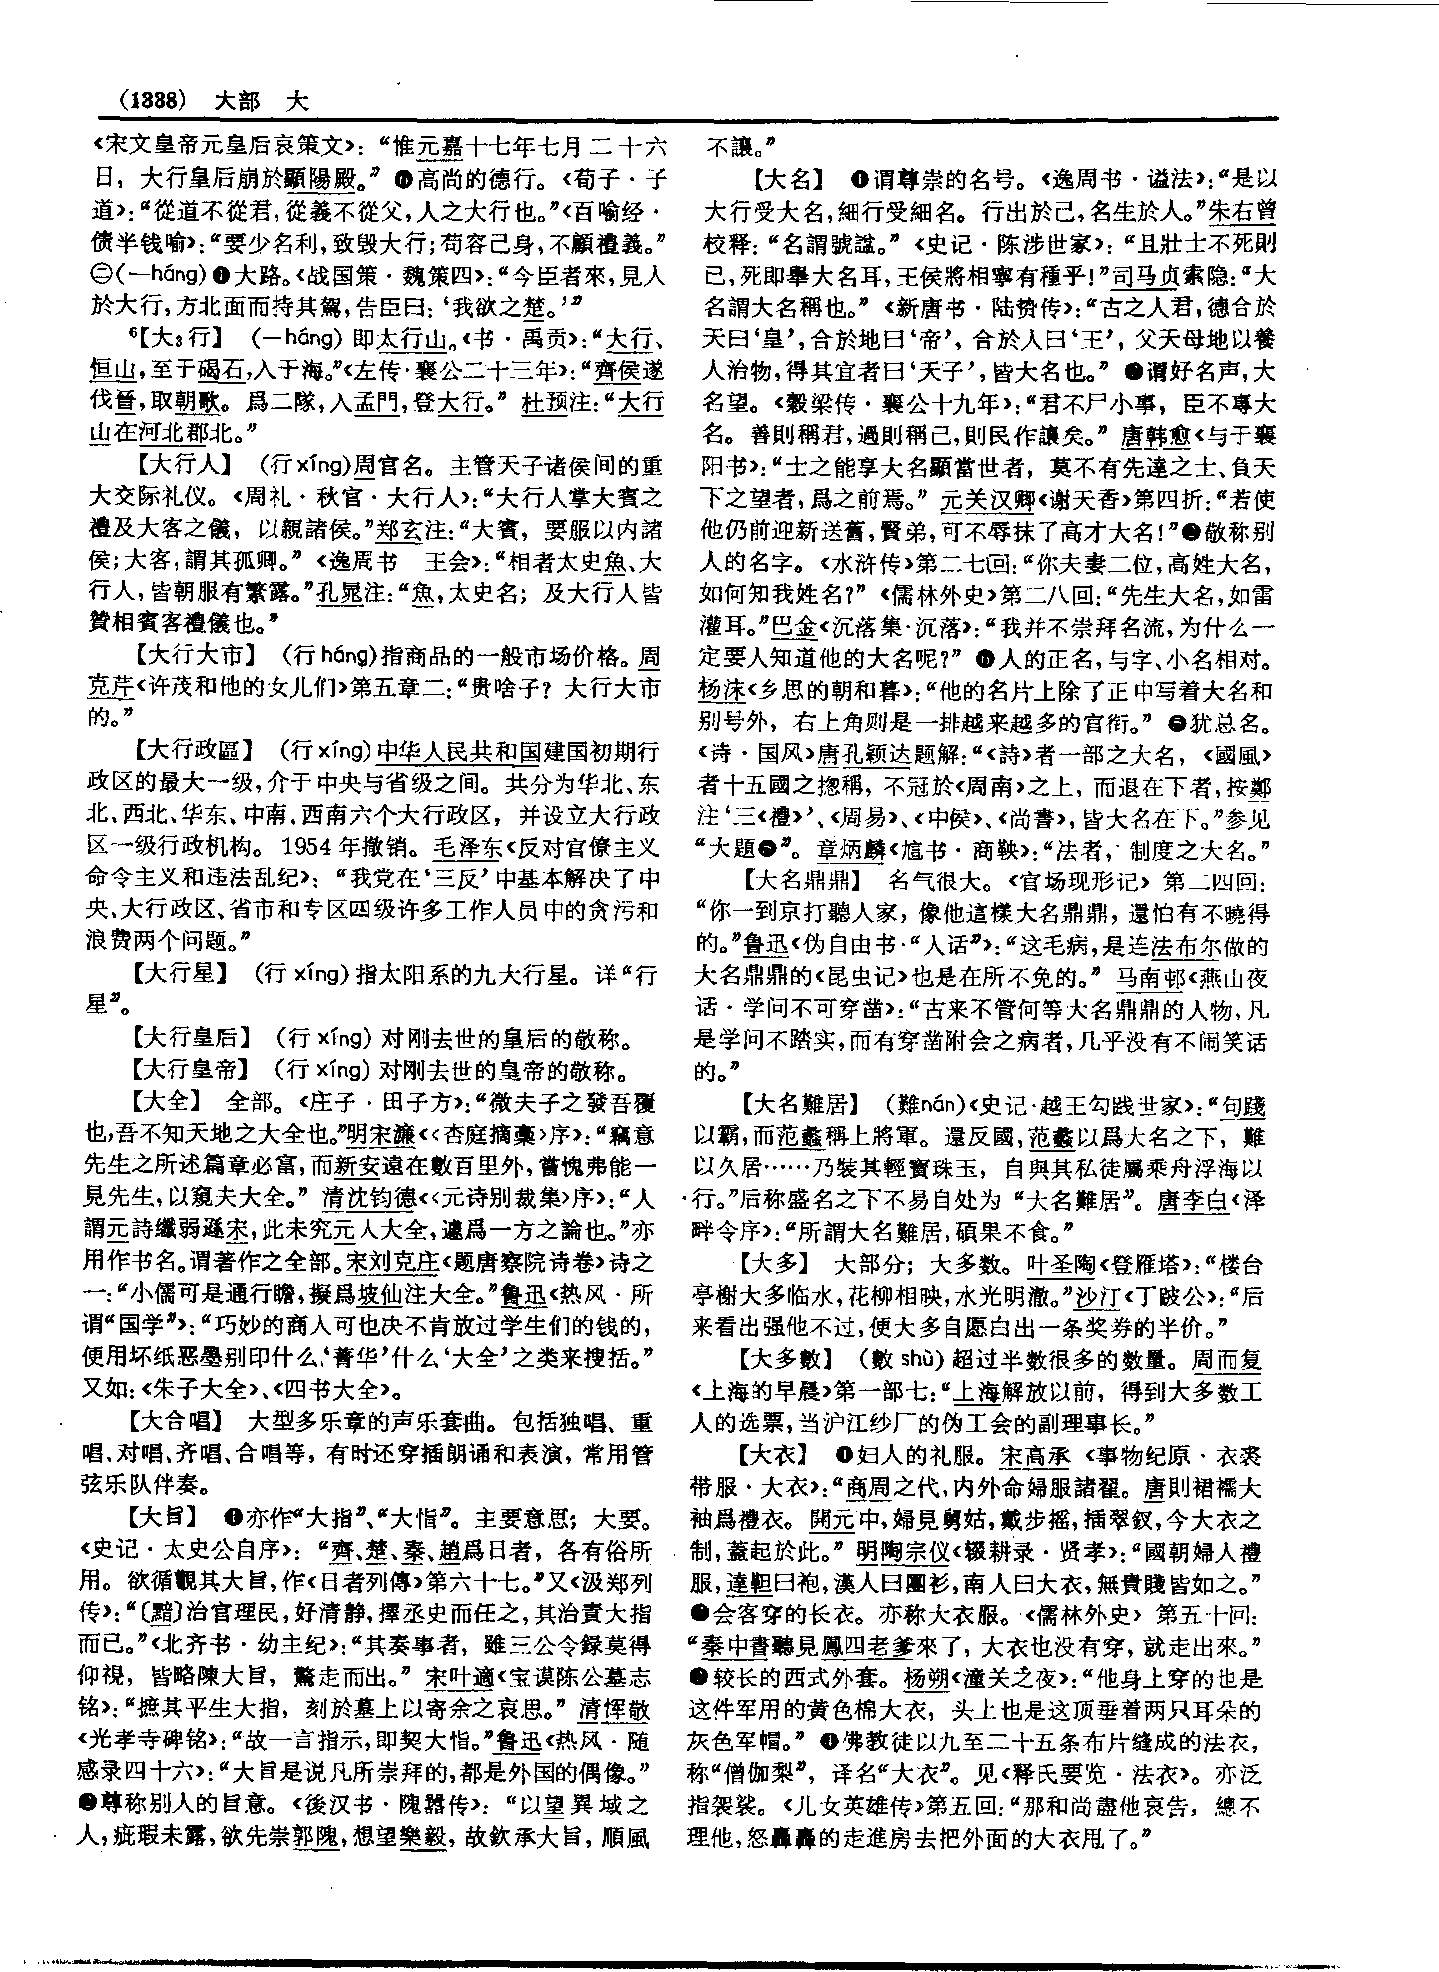 (1338) 大部 大
《宋文皇帝元皇后哀策文》：“惟元嘉十七年七月二十六
日，大行皇后崩於顯陽殿。” ❻高尚的德行。《荀子·子
道》：“從道不從君，從義不從父，人之大行也。”《百喻经·
债半钱喻》：“要少名利，致毁大行；苟容己身，不顧禮義。”
㊁(—háng)❶大路。《战国策·魏策四》：“今臣者來，見人
於大行，方北面而持其駕，告臣曰：‘我欲之楚。’”
⁶【大₃行】 (—háng) 即太行山。《书·禹贡》：“大行、
恒山，至于碣石，入于海。”《左传·襄公二十三年》：“齊侯遂
伐晉，取朝歌。爲二隊，入孟門，登大行。” 杜预注：“大行
山在河北郡北。”
【大行人】 (行xíng)周官名。主管天子诸侯间的重
大交际礼仪。《周礼·秋官·大行人》：“大行人掌大賓之
禮及大客之儀，以親諸侯。”郑玄注：“大賓，要服以内諸
侯；大客，謂其孤卿。” 《逸周书 王会》：“相者太史魚、大
行人，皆朝服有繁露。”孔晁注：“魚，太史名；及大行人皆
贊相賓客禮儀也。”
【大行大市】 (行háng)指商品的一般市场价格。周
克芹《许茂和他的女儿们》第五章二：“贵啥子？大行大市
的。”
【大行政區】 (行xíng)中华人民共和国建国初期行
政区的最大一级，介于中央与省级之间。共分为华北、东
北、西北、华东、中南、西南六个大行政区，并设立大行政
区一级行政机构。1954年撤销。毛泽东《反对官僚主义
命令主义和违法乱纪》：“我党在‘三反’中基本解决了中
央、大行政区、省市和专区四级许多工作人员中的贪污和
浪费两个问题。”
【大行星】 (行xíng)指太阳系的九大行星。详“行
星”。
【大行皇后】 (行xíng)对刚去世的皇后的敬称。
【大行皇帝】 (行xíng)对刚去世的皇帝的敬称。
【大全】 全部。《庄子·田子方》：“微夫子之發吾覆
也，吾不知天地之大全也。”明宋濂《〈杏庭摘稾〉序》：“竊意
先生之所述篇章必富，而新安遠在數百里外，嘗愧弗能一
見先生，以窺夫大全。” 清沈钧德《〈元诗别裁集〉序》：“人
謂元詩纖弱遜宋，此未究元人大全，遽爲一方之論也。”亦
用作书名。谓著作之全部。宋刘克庄《题唐察院诗卷》诗之
一：“小儒可是通行瞻，擬爲坡仙注大全。”鲁迅《热风·所
谓“国学”》：“巧妙的商人可也决不肯放过学生们的钱的，
便用坏纸恶墨别印什么‘菁华’什么‘大全’之类来搜括。”
又如：《朱子大全》、《四书大全》。
【大合唱】 大型多乐章的声乐套曲。包括独唱、重
唱、对唱、齐唱、合唱等，有时还穿插朗诵和表演，常用管
弦乐队伴奏。
【大旨】 ❶亦作“大指”、“大恉”。主要意思；大要。
《史记·太史公自序》：“齊、楚、秦、趙爲日者，各有俗所
用。欲循觀其大旨，作《日者列傳》第六十七。”又《汲郑列
传》：“〔黯〕治官理民，好清静，擇丞史而任之，其治責大指
而已。”《北齐书·幼主纪》：“其奏事者，雖三公令録莫得
仰視，皆略陳大旨，驚走而出。” 宋叶適《宝谟陈公墓志
铭》：“摭其平生大指，刻於墓上以寄余之哀思。” 清恽敬
《光孝寺碑铭》：“故一言指示，即契大恉。”鲁迅《热风·随
感录四十六》：“大旨是说凡所崇拜的，都是外国的偶像。”
❷尊称别人的旨意。《後汉书·隗嚣传》：“以望異域之
人，疵瑕未露，欲先崇郭隗，想望樂毅，故欽承大旨，順風
不讓。”
【大名】 ❶谓尊崇的名号。《逸周书·谥法》：“是以
大行受大名，細行受細名。行出於己，名生於人。”朱右曾
校释：“名謂號諡。” 《史记·陈涉世家》：“且壯士不死則
已，死即舉大名耳，王侯將相寧有種乎！”司马贞索隐：“大
名謂大名稱也。” 《新唐书·陆贽传》：“古之人君，德合於
天曰‘皇’，合於地曰‘帝’，合於人曰‘王’，父天母地以養
人治物，得其宜者曰‘天子’，皆大名也。” ❷谓好名声，大
名望。《穀梁传·襄公十九年》：“君不尸小事，臣不專大
名。善則稱君，過則稱己，則民作讓矣。” 唐韩愈《与于襄
阳书》：“士之能享大名顯當世者，莫不有先達之士、負天
下之望者，爲之前焉。” 元关汉卿《谢天香》第四折：“若使
他仍前迎新送舊，賢弟，可不辱抹了高才大名！”❸敬称别
人的名字。《水浒传》第二七回：“你夫妻二位，高姓大名，
如何知我姓名？” 《儒林外史》第二八回：“先生大名，如雷
灌耳。”巴金《沉落集·沉落》：“我并不崇拜名流，为什么一
定要人知道他的大名呢？” ❹人的正名，与字、小名相对。
杨沫《乡思的朝和暮》：“他的名片上除了正中写着大名和
别号外，右上角则是一排越来越多的官衔。” ❺犹总名。
《诗·国风》唐孔颖达题解：“《詩》者一部之大名，《國風》
者十五國之揔稱，不冠於《周南》之上，而退在下者，按鄭
注‘三《禮》’、《周易》、《中侯》、《尚書》，皆大名在下。”参见
“大題❷”。章炳麟《訄书·商鞅》：“法者，制度之大名。”
【大名鼎鼎】 名气很大。《官场现形记》第二四回：
“你一到京打聽人家，像他這樣大名鼎鼎，還怕有不曉得
的。”鲁迅《伪自由书·“人话”》：“这毛病，是连法布尔做的
大名鼎鼎的《昆虫记》也是在所不免的。” 马南邨《燕山夜
话·学问不可穿凿》：“古来不管何等大名鼎鼎的人物，凡
是学问不踏实，而有穿凿附会之病者，几乎没有不闹笑话
的。”
【大名難居】 (難nán)《史记·越王勾践世家》：“句踐
以霸，而范蠡稱上將軍。還反國，范蠡以爲大名之下，難
以久居……乃裝其輕寶珠玉，自與其私徒屬乘舟浮海以
行。”后称盛名之下不易自处为“大名難居”。唐李白《泽
畔令序》：“所謂大名難居，碩果不食。”
【大多】 大部分；大多数。叶圣陶《登雁塔》：“楼台
亭榭大多临水，花柳相映，水光明澈。”沙汀《丁跛公》：“后
来看出强他不过，便大多自愿白出一条奖券的半价。”
【大多數】 (數shù)超过半数很多的数量。周而复
《上海的早晨》第一部七：“上海解放以前，得到大多数工
人的选票，当沪江纱厂的伪工会的副理事长。”
【大衣】 ❶妇人的礼服。宋高承《事物纪原·衣裘
带服·大衣》：“商周之代，内外命婦服諸翟。唐則裙襦大
袖爲禮衣。開元中，婦見舅姑，戴步摇，插翠釵，今大衣之
制，蓋起於此。” 明陶宗仪《辍耕录·贤孝》：“國朝婦人禮
服，達靼曰袍，漢人曰團衫，南人曰大衣，無貴賤皆如之。”
❷会客穿的长衣。亦称大衣服。《儒林外史》第五十回：
“秦中書聽見鳳四老爹來了，大衣也没有穿，就走出來。”
❸较长的西式外套。杨朔《潼关之夜》：“他身上穿的也是
这件军用的黄色棉大衣，头上也是这顶垂着两只耳朵的
灰色军帽。” ❹佛教徒以九至二十五条布片缝成的法衣，
称“僧伽梨”，译名“大衣”。见《释氏要览·法衣》。亦泛
指袈裟。《儿女英雄传》第五回：“那和尚盡他哀告，總不
理他，怒轟轟的走進房去把外面的大衣甩了。”